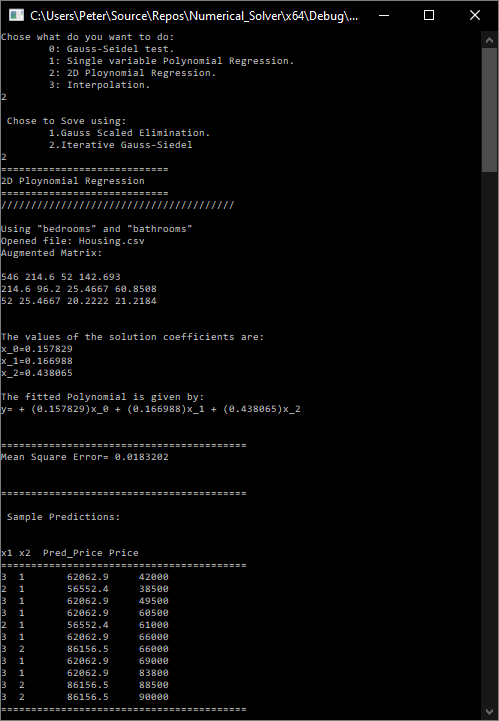 C:\Users\Peter\Source\Repos\Numerical_Solver\x64\Debug\...
Chose what do you want to do:
0: Gauss-Seidel test.
1: Single variable Polynomial Regression.
2: 2D Ploynomial Regression.
3: Interpolation.
2
Chose to Sove using:
1.Gauss Scaled Elimination.
2.Iterative Gauss-Siedel
2
============================
2D Ploynomial Regression
============================
///////////////////////////////////////
Using "bedrooms" and "bathrooms"
Opened file: Housing.csv
Augmented Matrix:
546 214.6 52 142.693
214.6 96.2 25.4667 60.8508
52 25.4667 20.2222 21.2184
The values of the solution coefficients are:
x_0=0.157829
x_1=0.166988
x_2=0.438065
The fitted Polynomial is given by:
y= + (0.157829)x_0 + (0.166988)x_1 + (0.438065)x_2
=========================================
Mean Square Error= 0.0183202
=========================================
Sample Predictions:
x1 x2  Pred_Price Price
=========================================
3  1       62062.9     42000
2  1       56552.4     38500
3  1       62062.9     49500
3  1       62062.9     60500
2  1       56552.4     61000
3  1       62062.9     66000
3  2       86156.5     66000
3  1       62062.9     69000
3  1       62062.9     83800
3  2       86156.5     88500
3  2       86156.5     90000
=========================================